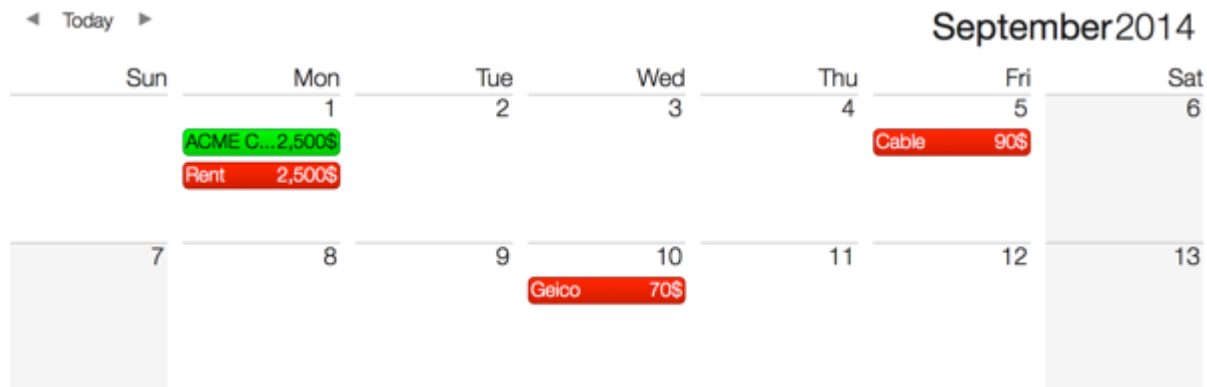 Today
September2014
Sun Mon Tue Wed Thu Fri Sat
1 2 3 4 5 6
ACME C...2,500$ Cable 90$
Rent 2,500$
7 8 9 10 11 12 13
Geico 70$